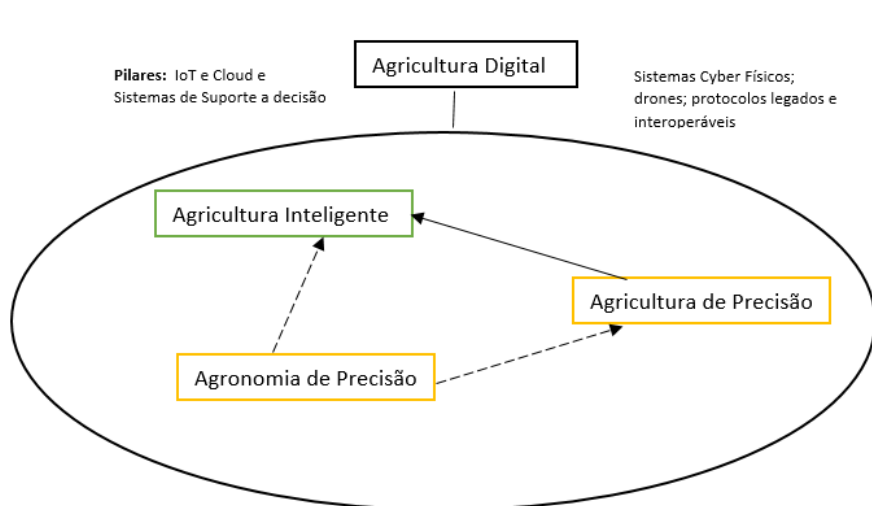 Pilares: IoT e Cloud e
Sistemas de Suporte a decisão
Agricultura Digital
Sistemas Cyber Físicos;
drones; protocolos legados e
interoperáveis
Agricultura Inteligente
Agricultura de Precisão
Agronomia de Precisão